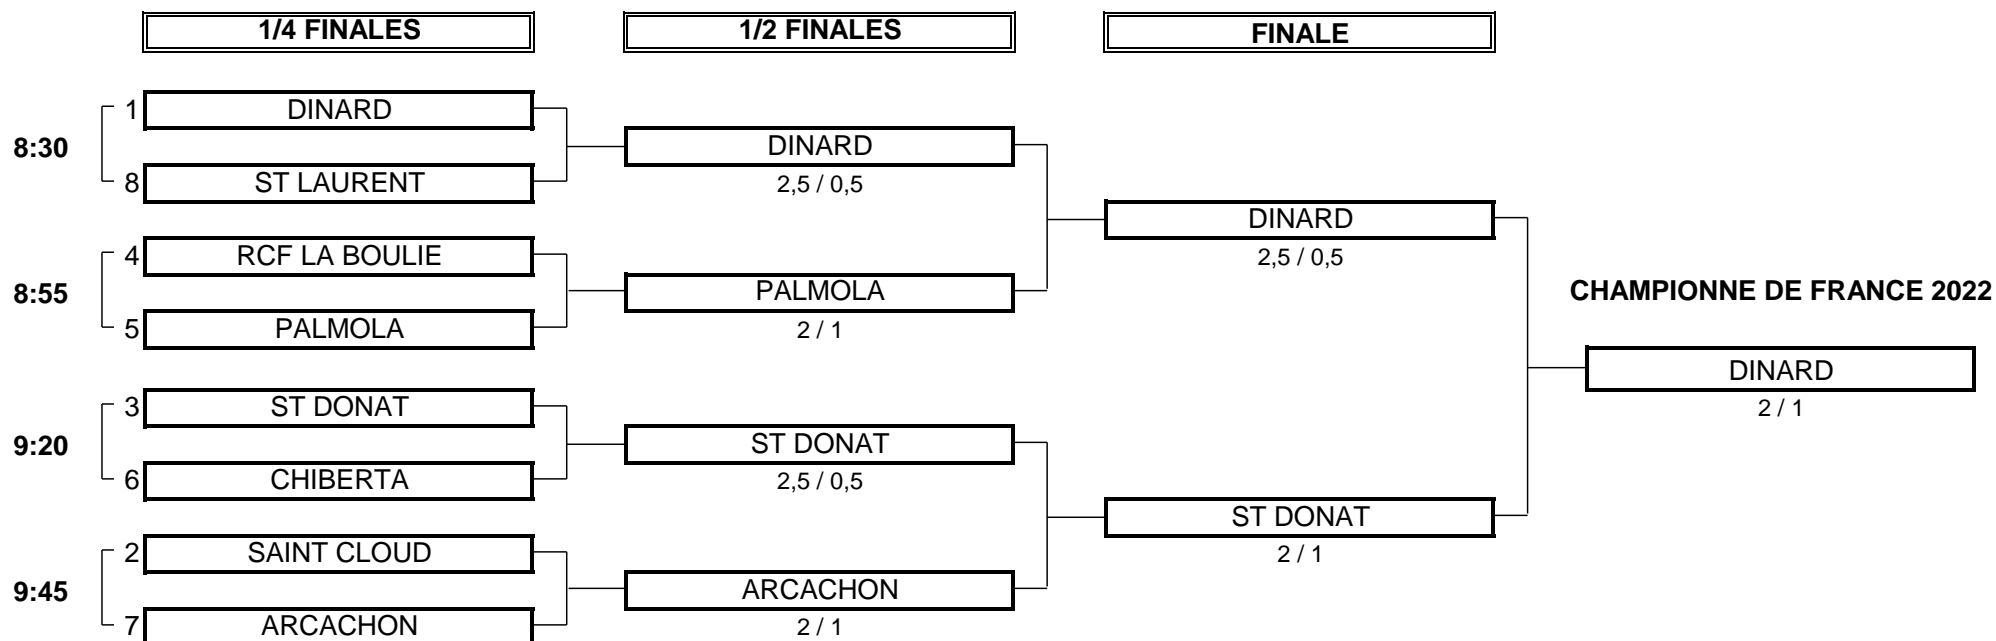 1/4 FINALES
1/2 FINALES
FINALE
1 DINARD
8:30
8 ST LAURENT
DINARD
2,5 / 0,5
4 RCF LA BOULIE
8:55
5 PALMOLA
PALMOLA
2 / 1
DINARD
2,5 / 0,5
3 ST DONAT
9:20
6 CHIBERTA
ST DONAT
2,5 / 0,5
2 SAINT CLOUD
9:45
7 ARCACHON
ARCACHON
2 / 1
ST DONAT
2 / 1
CHAMPIONNE DE FRANCE 2022
DINARD
2 / 1